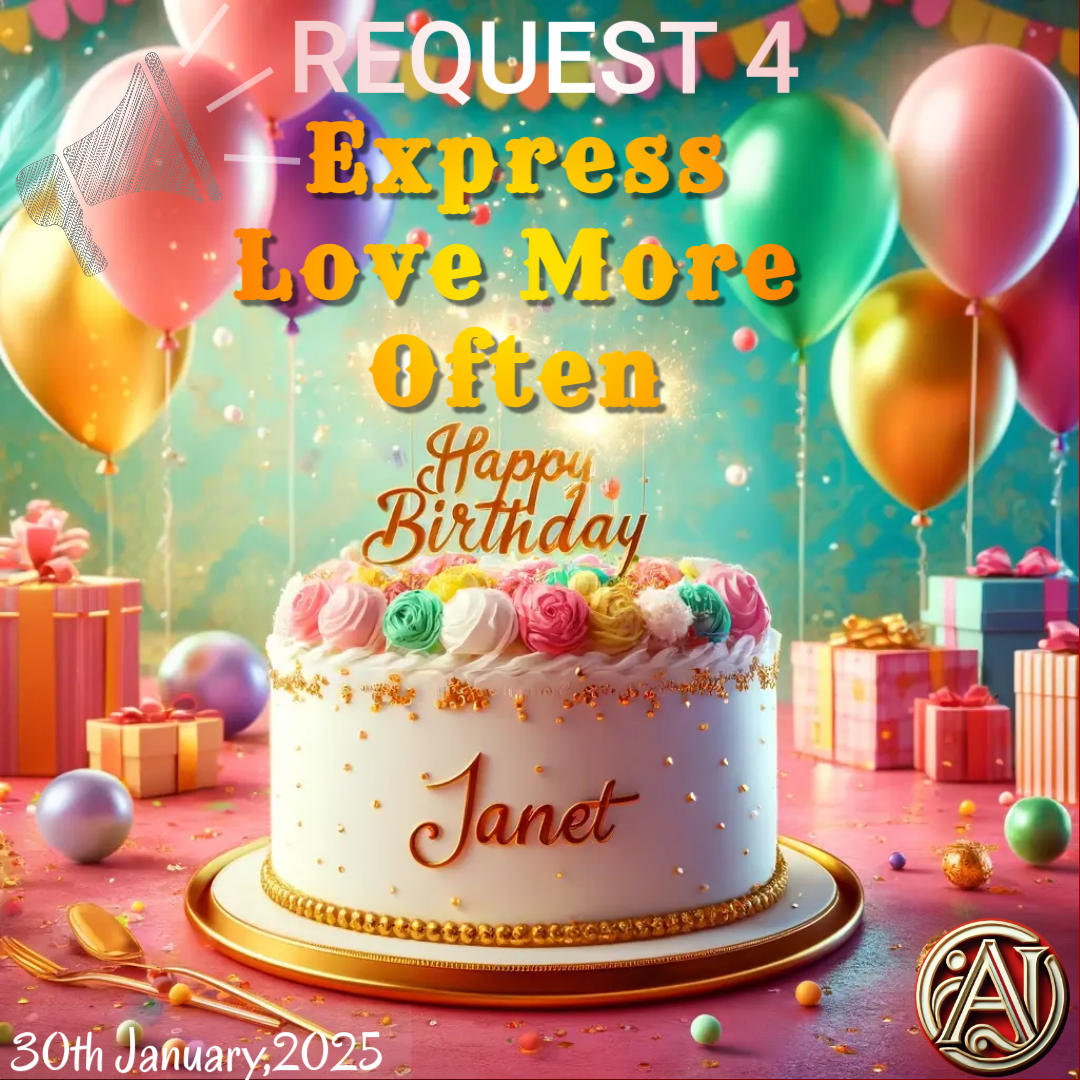 REQUEST 4
Express
Love More
Often
Happy
Birthday
Janet
30th January,2025